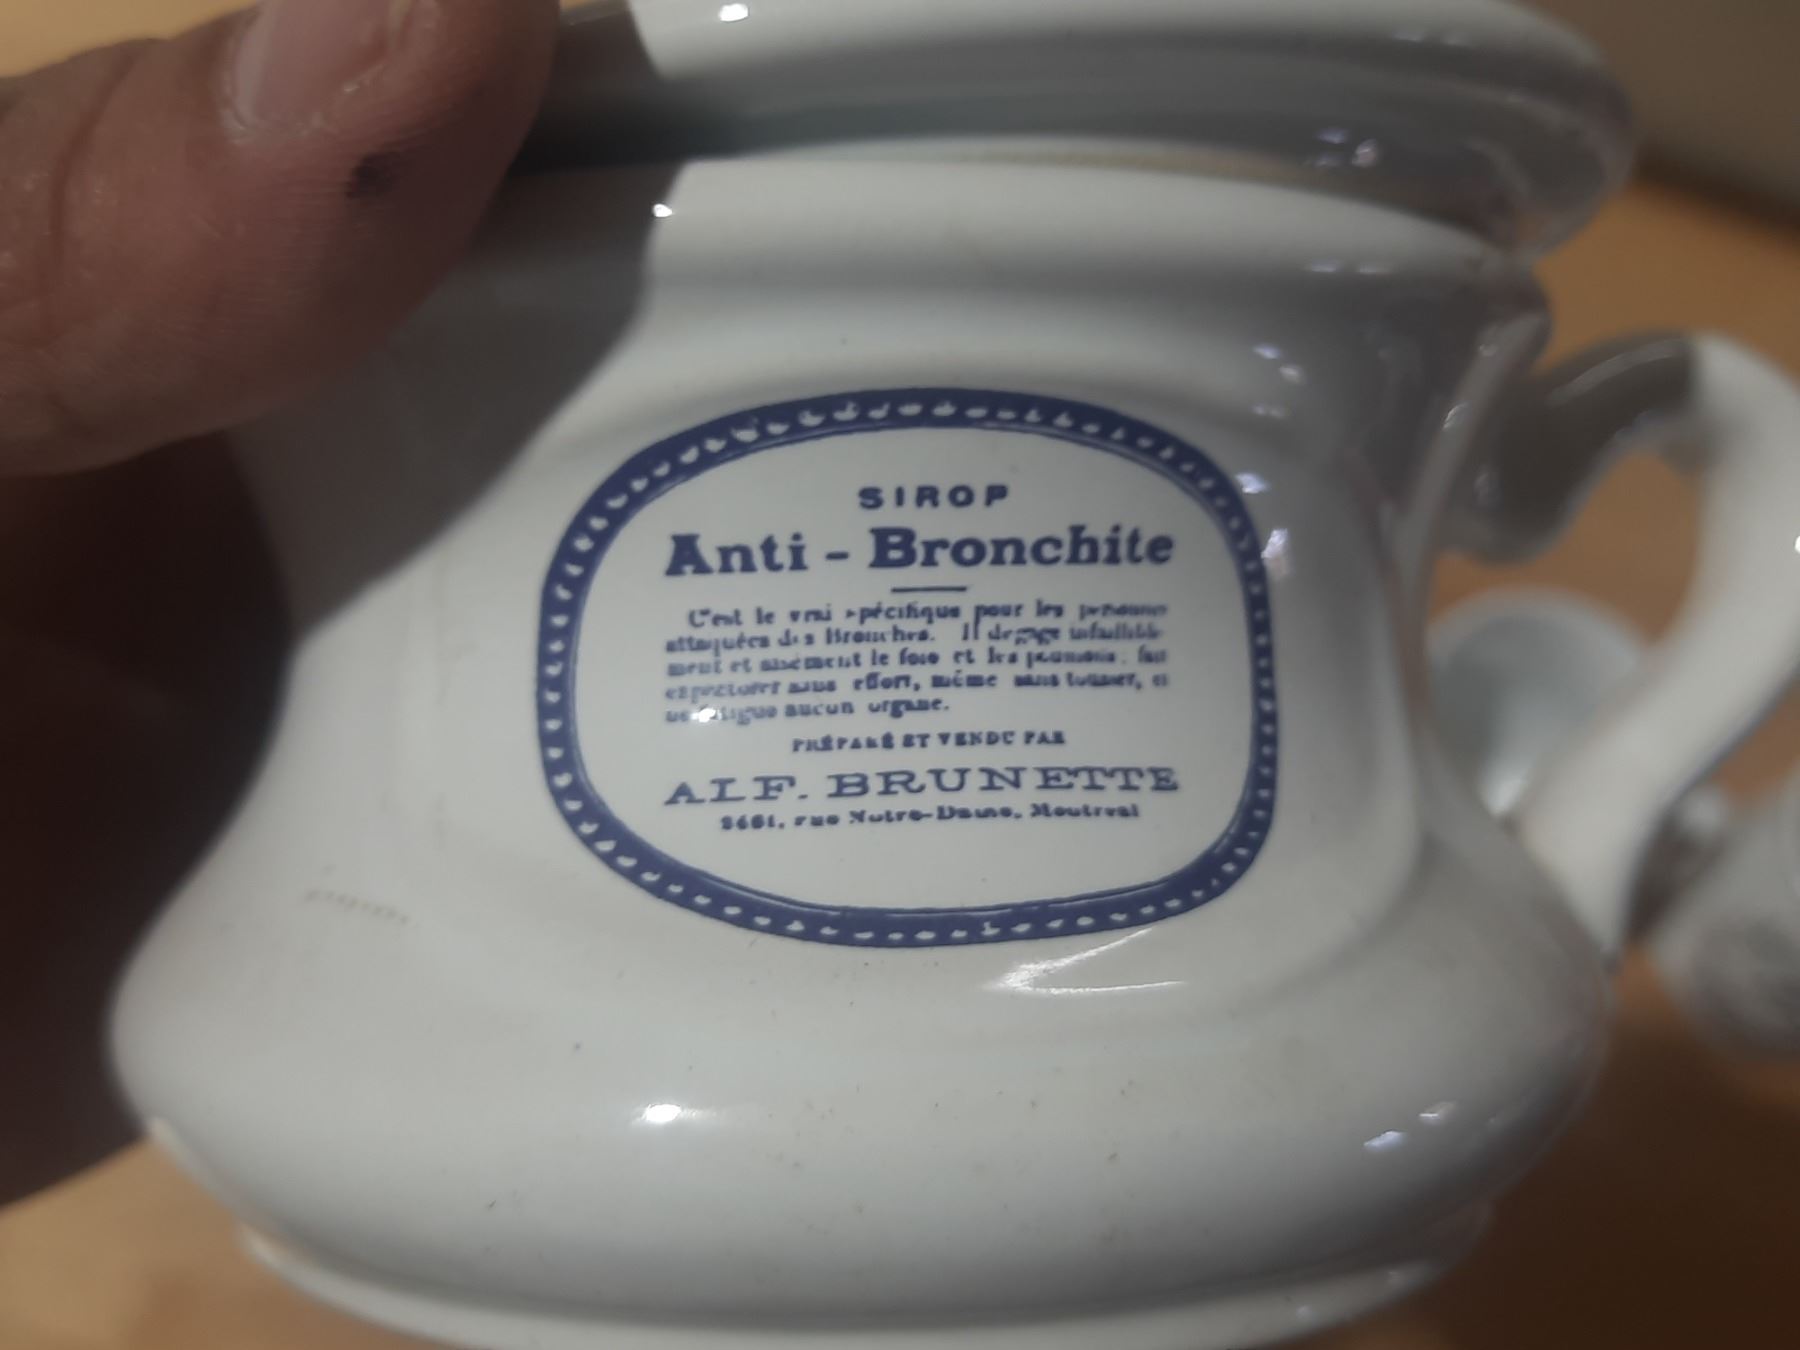 SIROP
Anti - Bronchite
C'est le vrai spécifique pour les personnes
attaquées des Bronches. Il dégage infaillible-
ment et aisément le foie et les poumons; fait
expectorer sans effort, même sans tousser, et
ne fatigue aucun organe.
PRÉPARÉ ET VENDU PAR
ALF. BRUNETTE
rue Notre-Dame, Montreal